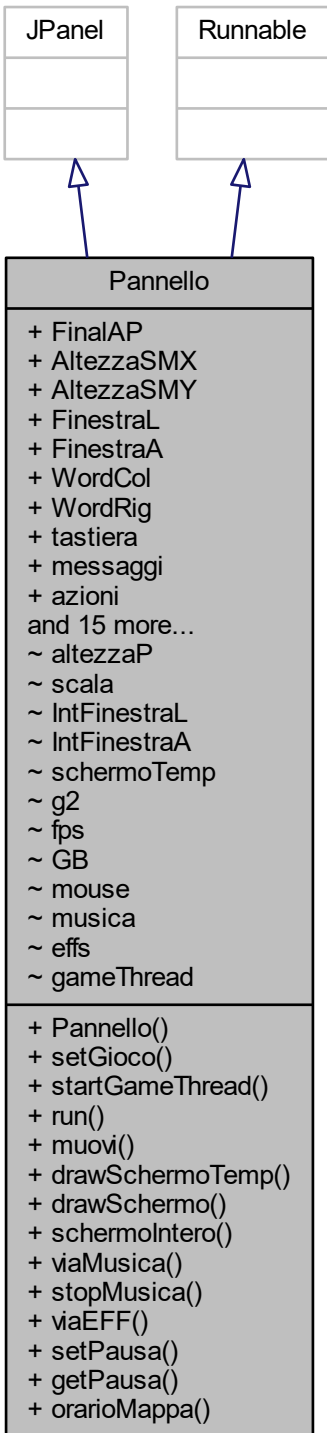 JPanel
Runnable
Pannello
+ FinalAP
+ AltezzaSMX
+ AltezzaSMY
+ FinestraL
+ FinestraA
+ WordCol
+ WordRig
+ tastiera
+ messaggi
+ azioni
and 15 more...
~ altezzaP
~ scala
~ IntFinestraL
~ IntFinestraA
~ schermoTemp
~ g2
~ fps
~ GB
~ mouse
~ musica
~ effs
~ gameThread
+ Pannello()
+ setGioco()
+ startGameThread()
+ run()
+ muovi()
+ drawSchermoTemp()
+ drawSchermo()
+ schermoIntero()
+ viaMusica()
+ stopMusica()
+ viaEFF()
+ setPausa()
+ getPausa()
+ orarioMappa()